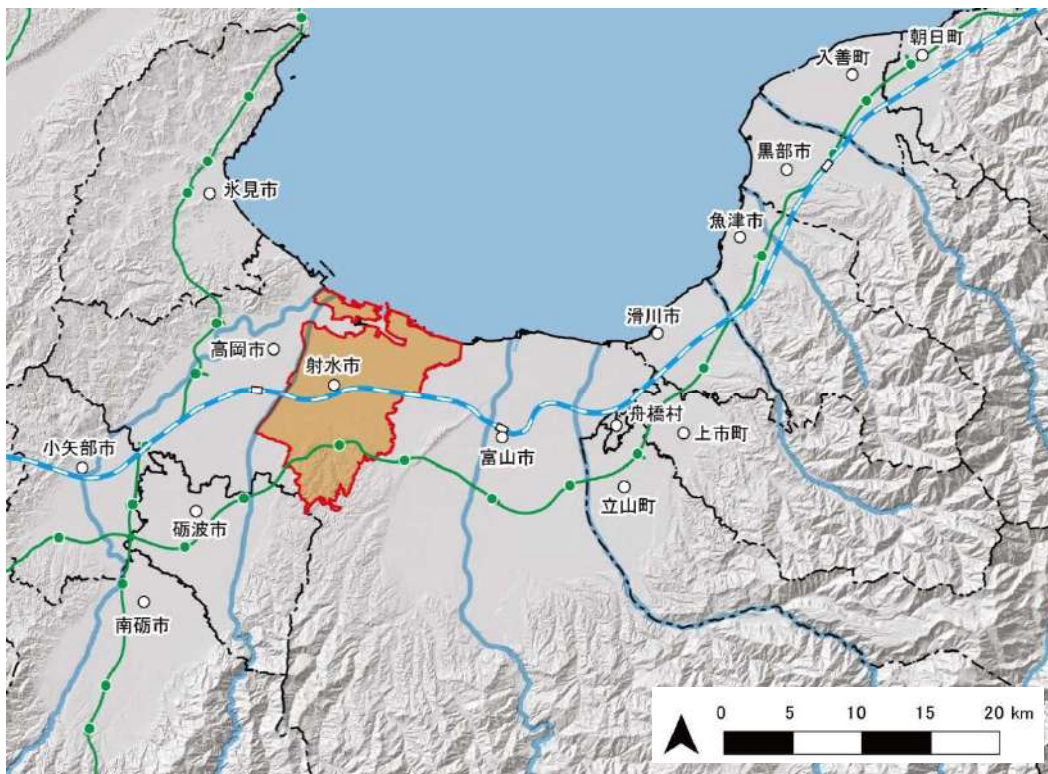 朝日町
入善町
黒部市
氷見市
魚津市
滑川市
高岡市
射水市
舟橋村
上市町
富山市
小矢部市
立山町
砺波市
南砺市
0 5 10 15 20 km